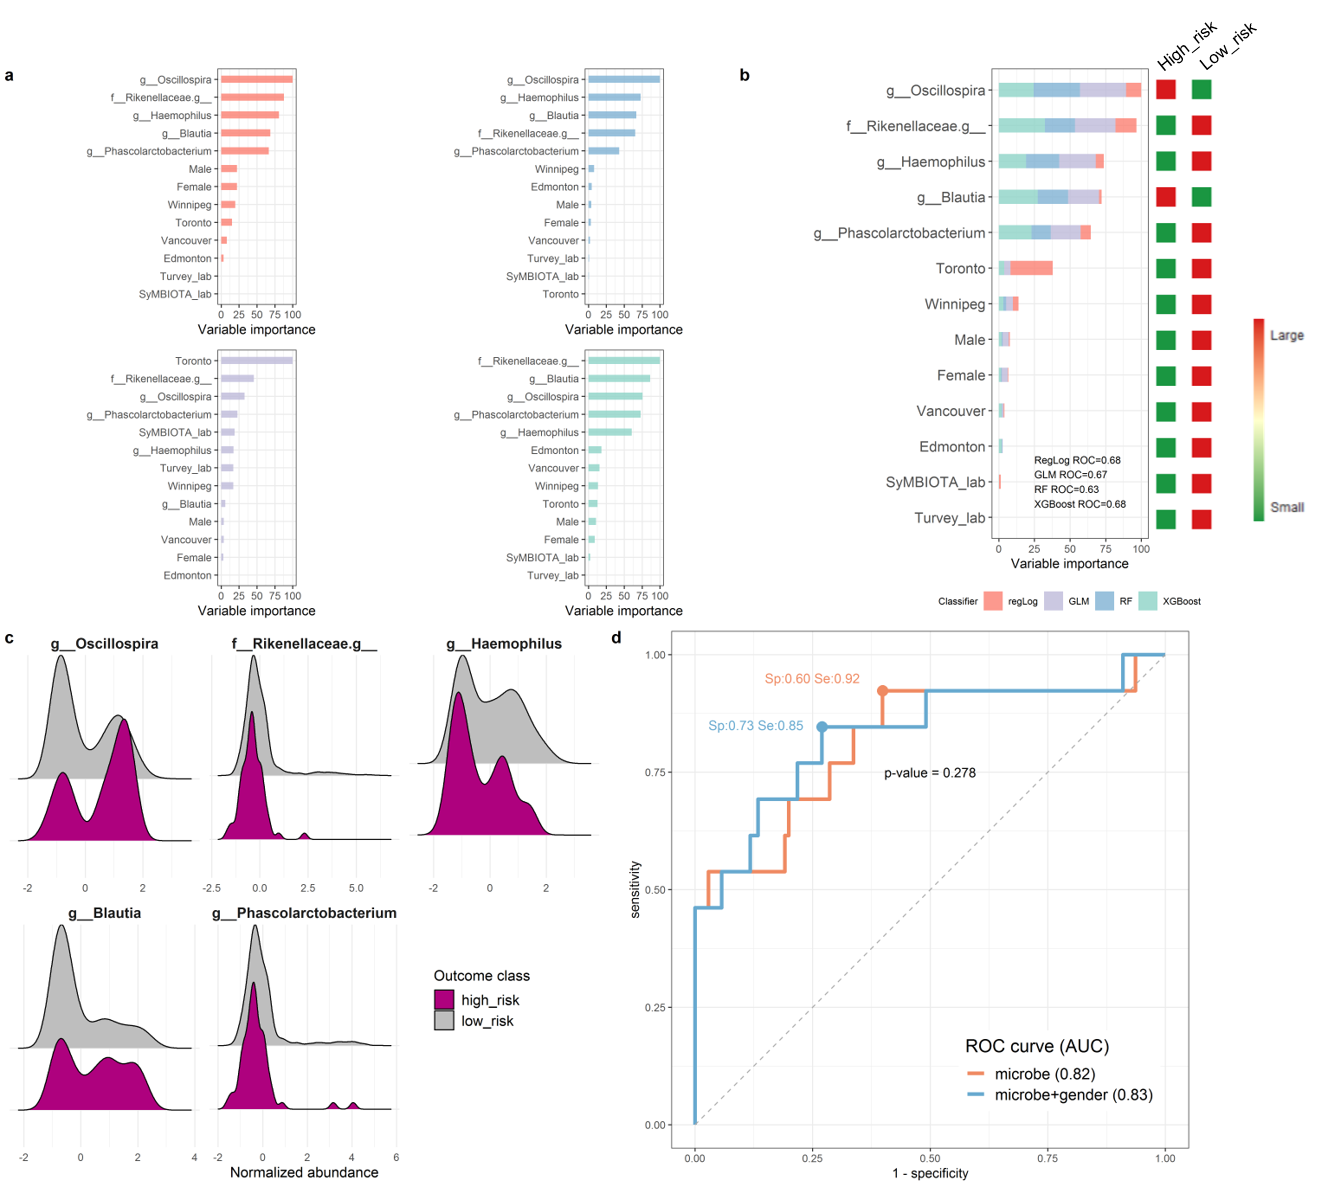 a
g__Oscillospira
f__Rikenellaceae.g__
g__Haemophilus
g__Blautia
g__Phascolarctobacterium
Male
Female
Winnipeg
Toronto
Vancouver
Edmonton
Turvey_lab
SyMBIOTA_lab
0 25 50 75 100
Variable importance
g__Oscillospira
g__Haemophilus
g__Blautia
f__Rikenellaceae.g__
g__Phascolarctobacterium
Winnipeg
Edmonton
Male
Female
Vancouver
Turvey_lab
SyMBIOTA_lab
Toronto
0 25 50 75 100
Variable importance
Toronto
f__Rikenellaceae.g__
g__Oscillospira
g__Phascolarctobacterium
SyMBIOTA_lab
g__Haemophilus
Turvey_lab
Winnipeg
g__Blautia
Male
Vancouver
Female
Edmonton
0 25 50 75 100
Variable importance
f__Rikenellaceae.g__
g__Blautia
g__Oscillospira
g__Phascolarctobacterium
g__Haemophilus
Edmonton
Vancouver
Winnipeg
Toronto
Male
Female
SyMBIOTA_lab
Turvey_lab
0 25 50 75 100
Variable importance
b
High_risk
Low_risk
g__Oscillospira
f__Rikenellaceae.g__
g__Haemophilus
g__Blautia
g__Phascolarctobacterium
Toronto
Winnipeg
Male
Female
Vancouver
Edmonton
SyMBIOTA_lab
Turvey_lab
RegLog ROC=0.68
GLM ROC=0.67
RF ROC=0.63
XGBoost ROC=0.68
0 25 50 75 100
Variable importance
Classifier regLog GLM RF XGBoost
Large
Small
c
g__Oscillospira
-2 0 2
f__Rikenellaceae.g__
-2.5 0.0 2.5 5.0
g__Haemophilus
-2 0 2
g__Blautia
-2 0 2 4
g__Phascolarctobacterium
-2 0 2 4 6
Normalized abundance
Outcome class
high_risk
low_risk
d
1.00
0.75
0.50
0.25
0.00
sensitivity
Sp:0.60 Se:0.92
Sp:0.73 Se:0.85
p-value = 0.278
ROC curve (AUC)
microbe (0.82)
microbe+gender (0.83)
0.00 0.25 0.50 0.75 1.00
1 - specificity